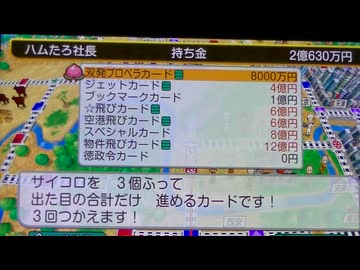 ハムたろ社長 持ち金 2億630万円
双発プロペラカード 8000万円
ジェットカード 4億円
ブックマークカード 1億円
☆飛びカード 6億円
空港飛びカード 6億円
スペシャルカード 8億円
物件飛びカード 12億円
徳政令カード 0円
サイコロを 3個ふって
出た目の合計だけ 進めるカードです!
3回つかえます!
西安